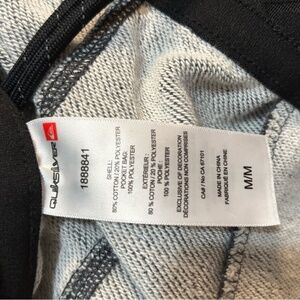 QUIKSILVER
1888841
SHELL:
80% COTTON / 20% POLYESTER
POCKET BAG:
100% POLYESTER
EXTÉRIEUR:
80 % COTON / 20 % POLYESTER
POCHE:
100 % POLYESTER
EXCLUSIVE OF DECORATION
DÉCORATIONS NON COMPRISES
CA# / No CA 67101
MADE IN CHINA
FABRIQUÉ EN CHINE
M/M